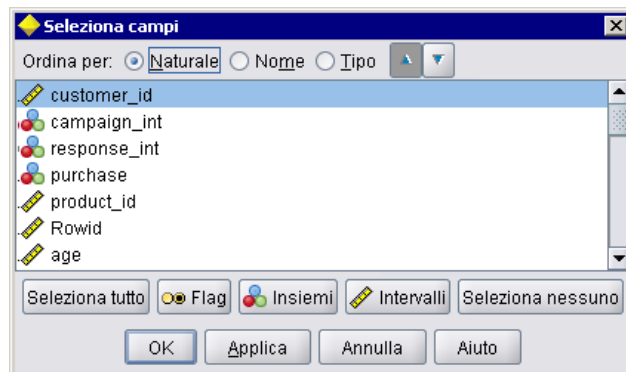 Seleziona campi
Ordina per: Naturale Nome Tipo
customer_id
campaign_int
response_int
purchase
product_id
Rowid
age
Seleziona tutto Flag Insiemi Intervalli Seleziona nessuno
OK Applica Annulla Aiuto